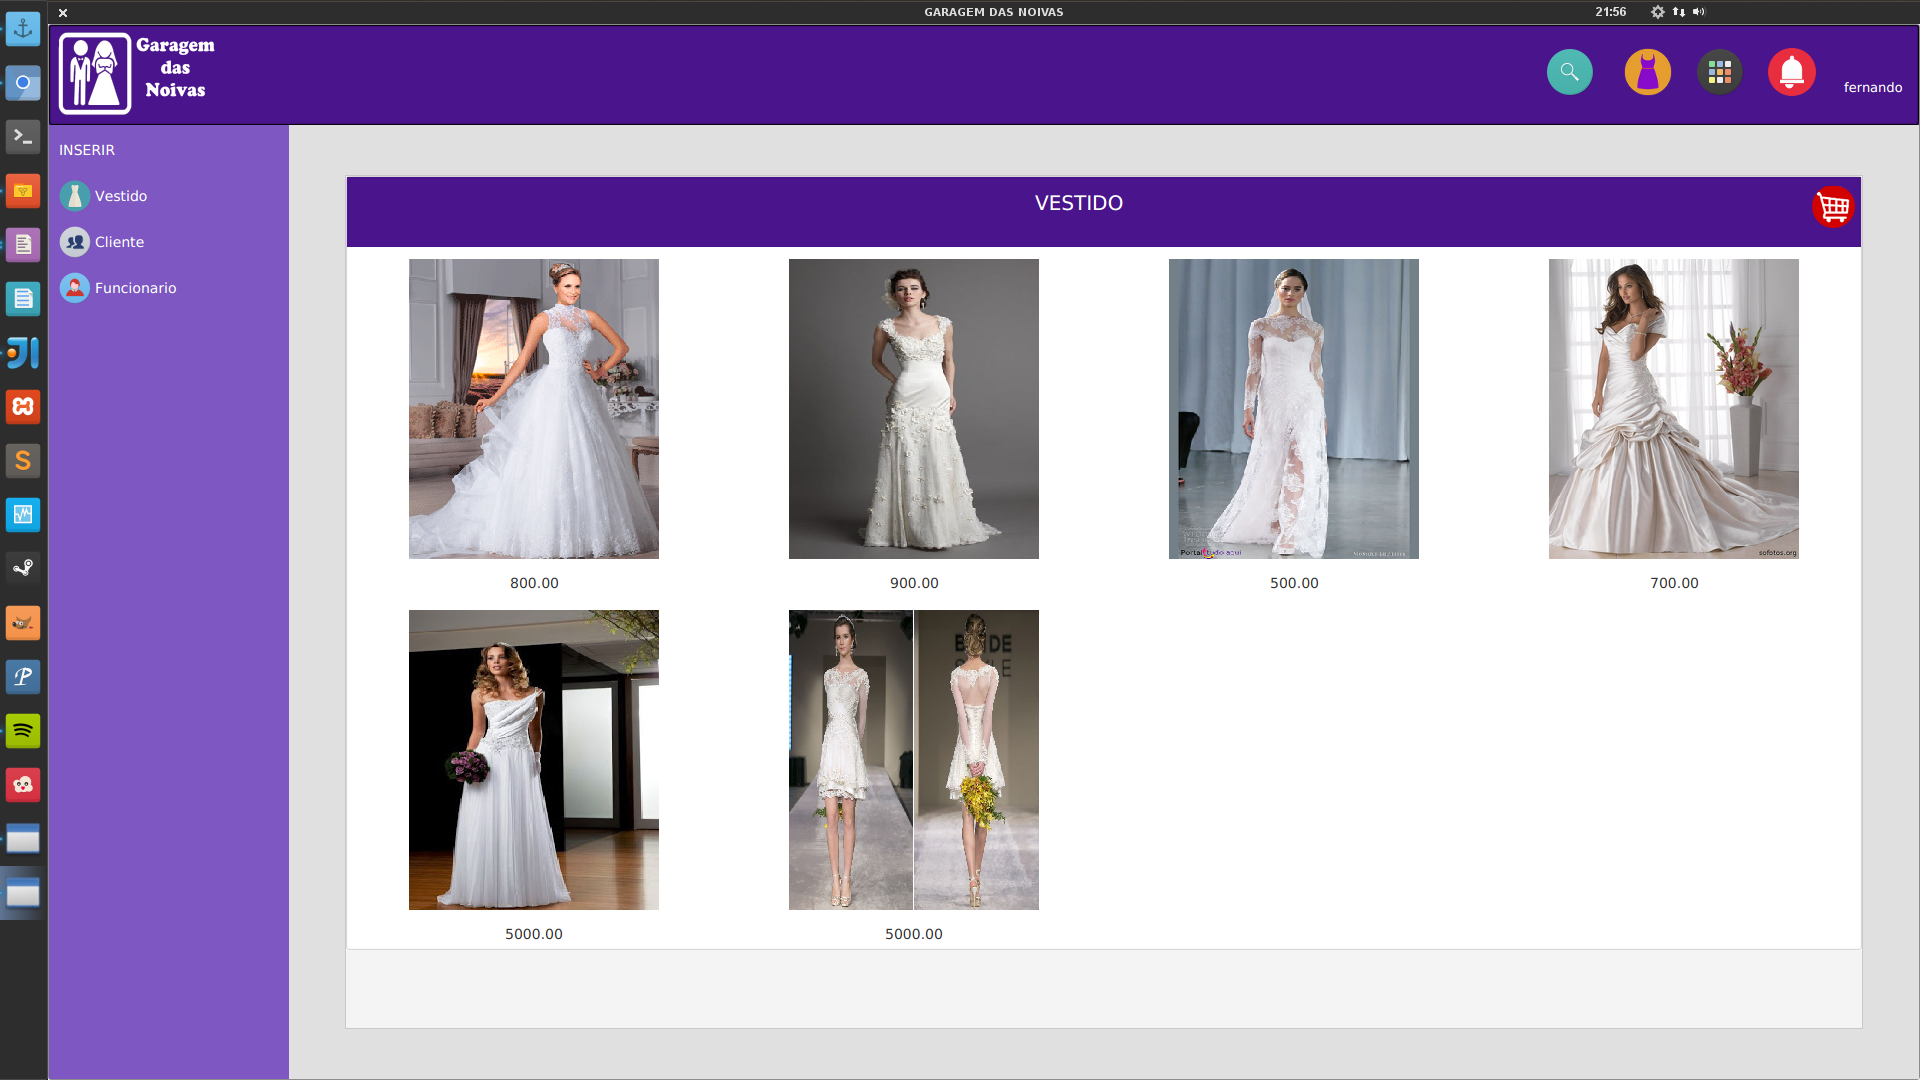 GARAGEM DAS NOIVAS
21:56
Garagem
das
Noivas
fernando
INSERIR
Vestido
Cliente
Funcionario
VESTIDO
Portal tudo aqui
sofotos.org
800.00
900.00
500.00
700.00
5000.00
5000.00